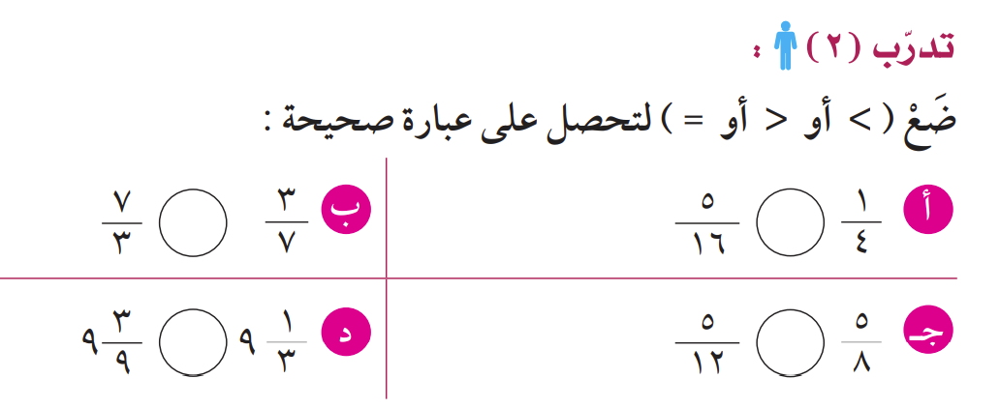 تدرّب (٢) :
ضَعْ ( > أو < أو = ) لتحصل على عبارة صحيحة :
أ ١/٤ ٥/١٦
ب ٣/٧ ٧/٣
جـ ٥/٨ ٥/١٢
د ٩ ١/٣ ٩ ٣/٩